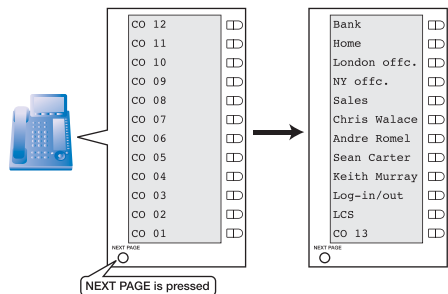 CO 12
CO 11
CO 10
CO 09
CO 08
CO 07
CO 06
CO 05
CO 04
CO 03
CO 02
CO 01
NEXT PAGE
NEXT PAGE is pressed
Bank
Home
London offc.
NY offc.
Sales
Chris Walace
Andre Romel
Sean Carter
Keith Murray
Log-in/out
LCS
CO 13
NEXT PAGE